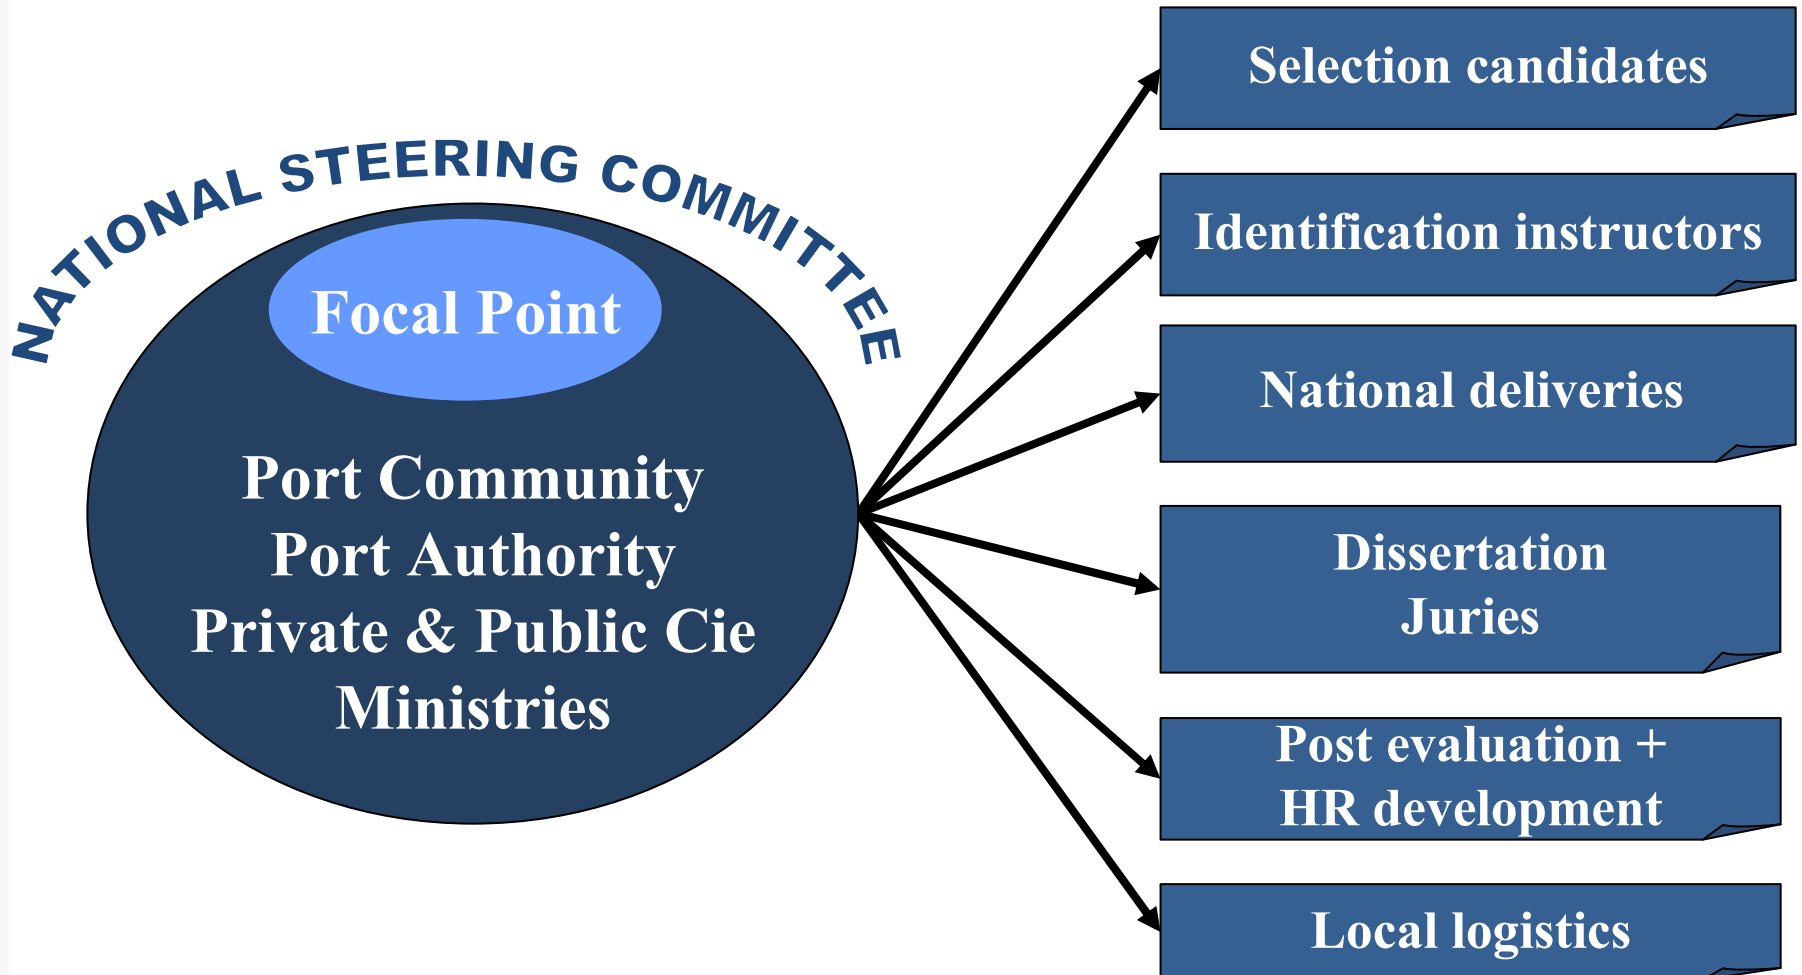 NATIONAL STEERING COMMITTEE
Focal Point
Port Community
Port Authority
Private & Public Cie
Ministries
Selection candidates
Identification instructors
National deliveries
Dissertation
Juries
Post evaluation +
HR development
Local logistics